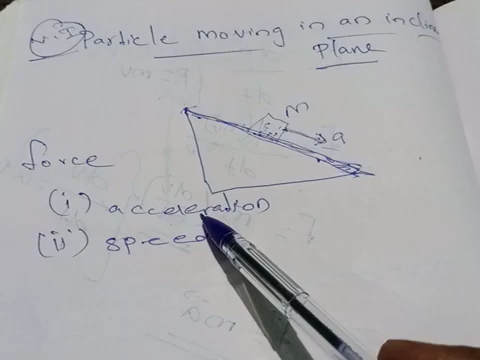 Particle moving in an incline
plane
M
a
force
(i) acceleration
(ii) speed